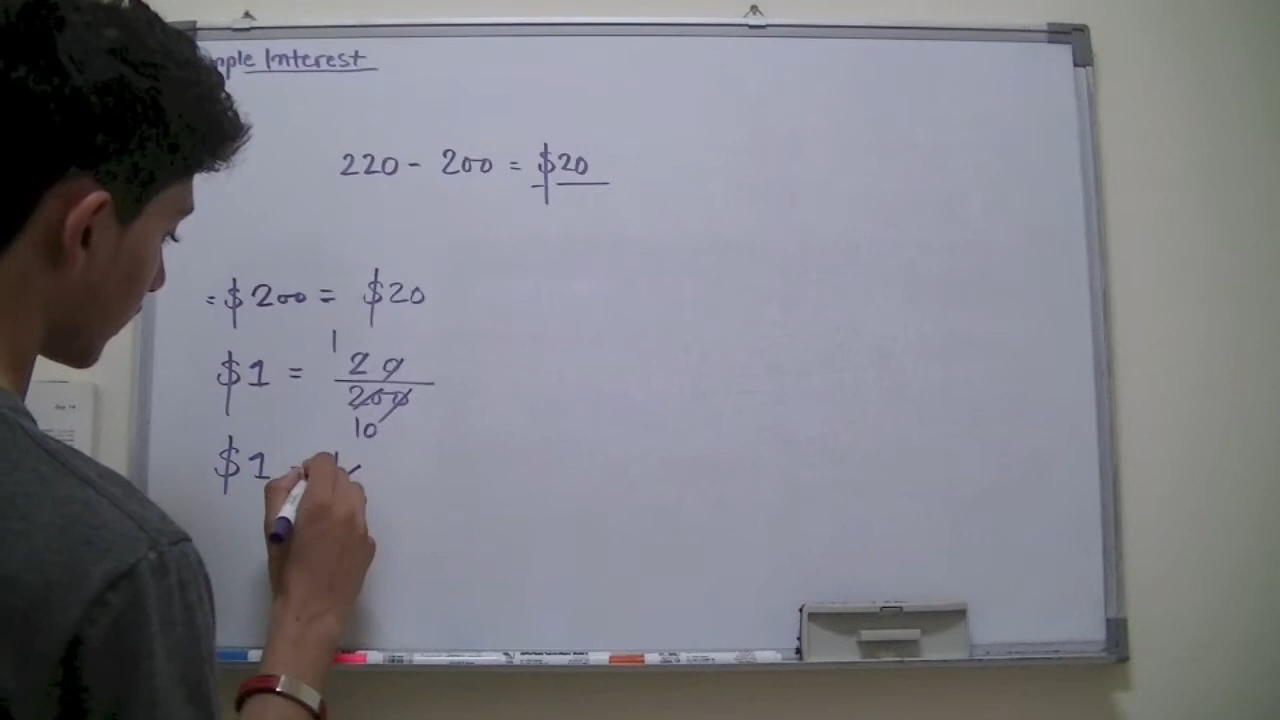 mple Interest
220 - 200 = $20
= $200 = $20
$1 = 1 20/200 10
$1